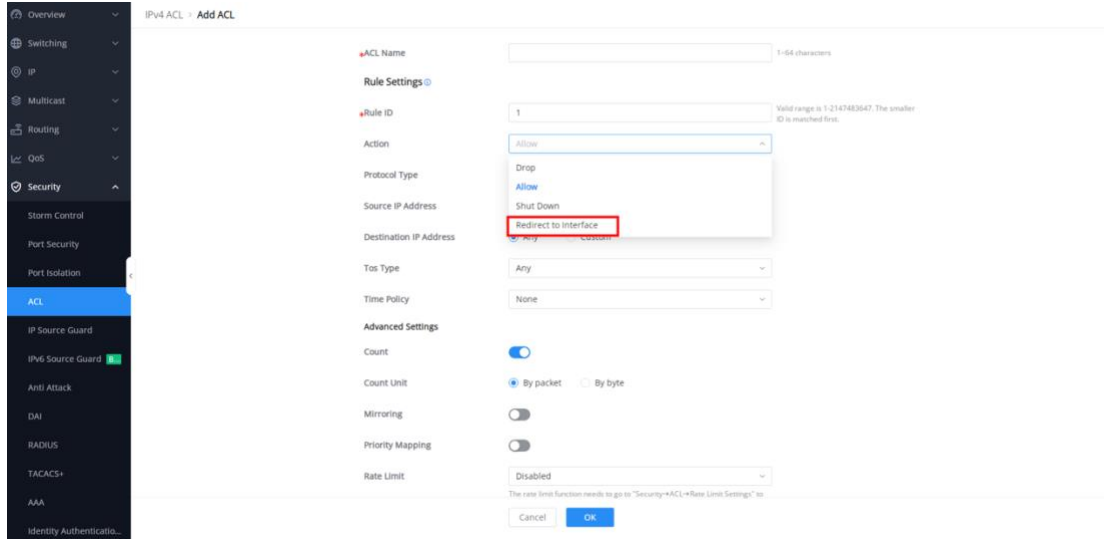 Overview
IPv4 ACL > Add ACL
Switching
IP
Multicast
Routing
QoS
Security
Storm Control
Port Security
Port Isolation
ACL
IP Source Guard
IPv6 Source Guard B...
Anti Attack
DAI
RADIUS
TACACS+
AAA
Identity Authenticatio...
*ACL Name
1~64 characters
Rule Settings
*Rule ID
1
Valid range is 1-2147483647. The smaller
ID is matched first.
Action
Allow
Drop
Allow
Shut Down
Redirect to Interface
Protocol Type
Source IP Address
Destination IP Address
Any
Custom
Tos Type
Any
Time Policy
None
Advanced Settings
Count
Count Unit
By packet
By byte
Mirroring
Priority Mapping
Rate Limit
Disabled
The rate limit function needs to go to "Security→ACL→Rate Limit Settings" to
Cancel
OK